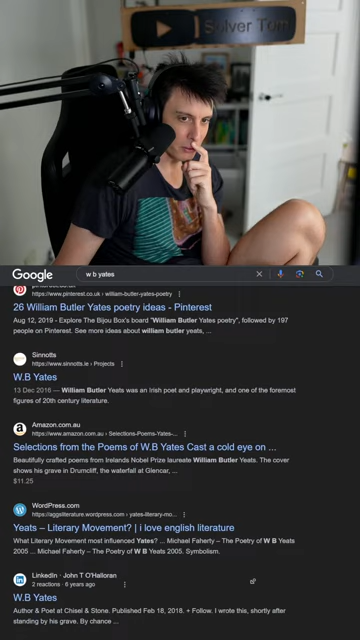 Solver Tom
Google
w b yates
https://www.pinterest.co.uk › william-butler-yates-poetry
26 William Butler Yates poetry ideas - Pinterest
Aug 12, 2019 - Explore The Bijou Box's board "William Butler Yates poetry", followed by 197
people on Pinterest. See more ideas about william butler yeats, ...
Sinnotts
https://www.sinnotts.ie › Projects
W.B Yeats
13 Dec 2016 — William Butler Yeats was an Irish poet and playwright, and one of the foremost
figures of 20th century literature.
Amazon.com.au
https://www.amazon.com.au › Selections-Poems-Yates-...
Selections from the Poems of W.B Yeats Cast a cold eye on ...
Beautifully crafted poems from Irelands Nobel Prize laureate William Butler Yeats. The cover
shows his grave in Drumcliff, the waterfall at Glencar, ...
$11.25
WordPress.com
https://aggsliterature.wordpress.com › yates-literary-mo...
Yeats – Literary Movement? | i love english literature
What Literary Movement most influenced Yates? ... Michael Faherty – The Poetry of W B Yeats
2005 ... Michael Faherty – The Poetry of W B Yeats 2005. Symbolism.
LinkedIn · John T O'Halloran
2 reactions · 6 years ago
W.B Yeats
Author & Poet at Chisel & Stone. Published Feb 18, 2018. + Follow. I wrote this, shortly after
standing by his grave. By chance ...